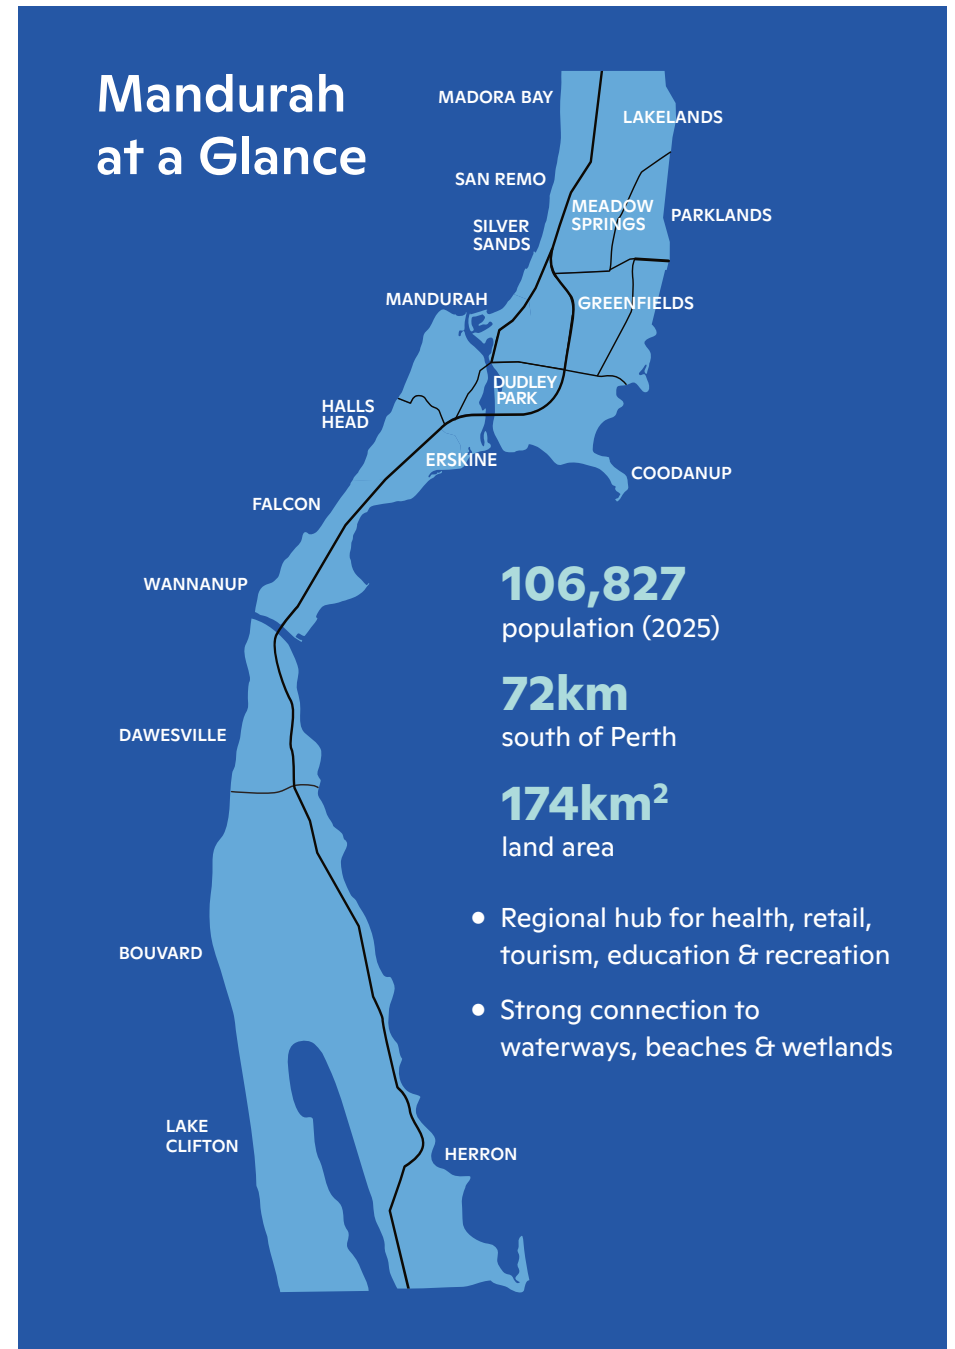 Mandurah
at a Glance
MADORA BAY
LAKELANDS
SAN REMO
MEADOW
SPRINGS
PARKLANDS
SILVER
SANDS
MANDURAH
GREENFIELDS
DUDLEY
PARK
HALLS
HEAD
ERSKINE
COODANUP
FALCON
WANNANUP
106,827
population (2025)
72km
south of Perth
DAWESVILLE
174km²
land area
• Regional hub for health, retail,
tourism, education & recreation
BOUVARD
• Strong connection to
waterways, beaches & wetlands
LAKE
CLIFTON
HERRON